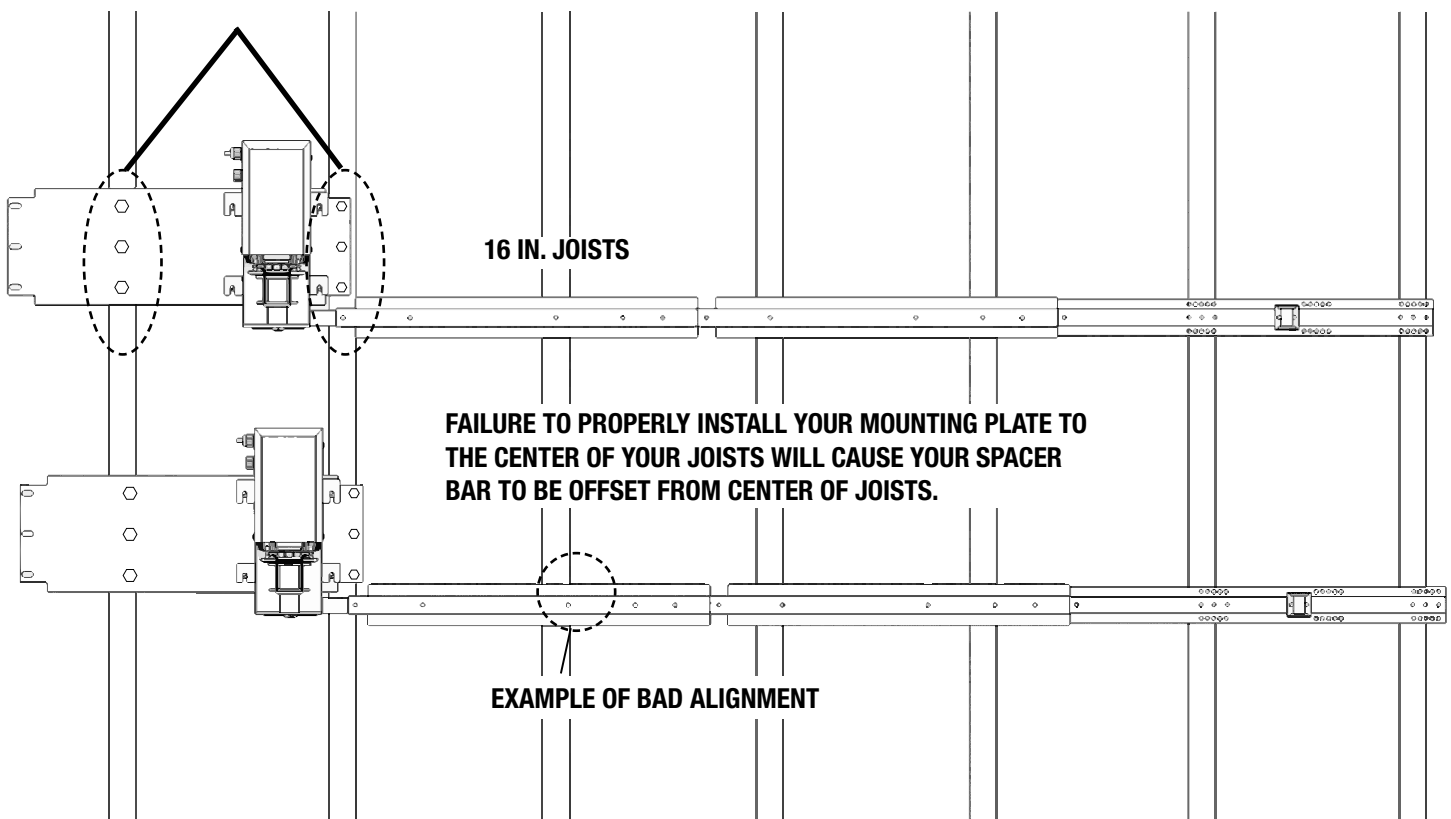 16 IN. JOISTS
FAILURE TO PROPERLY INSTALL YOUR MOUNTING PLATE TO
THE CENTER OF YOUR JOISTS WILL CAUSE YOUR SPACER
BAR TO BE OFFSET FROM CENTER OF JOISTS.
EXAMPLE OF BAD ALIGNMENT